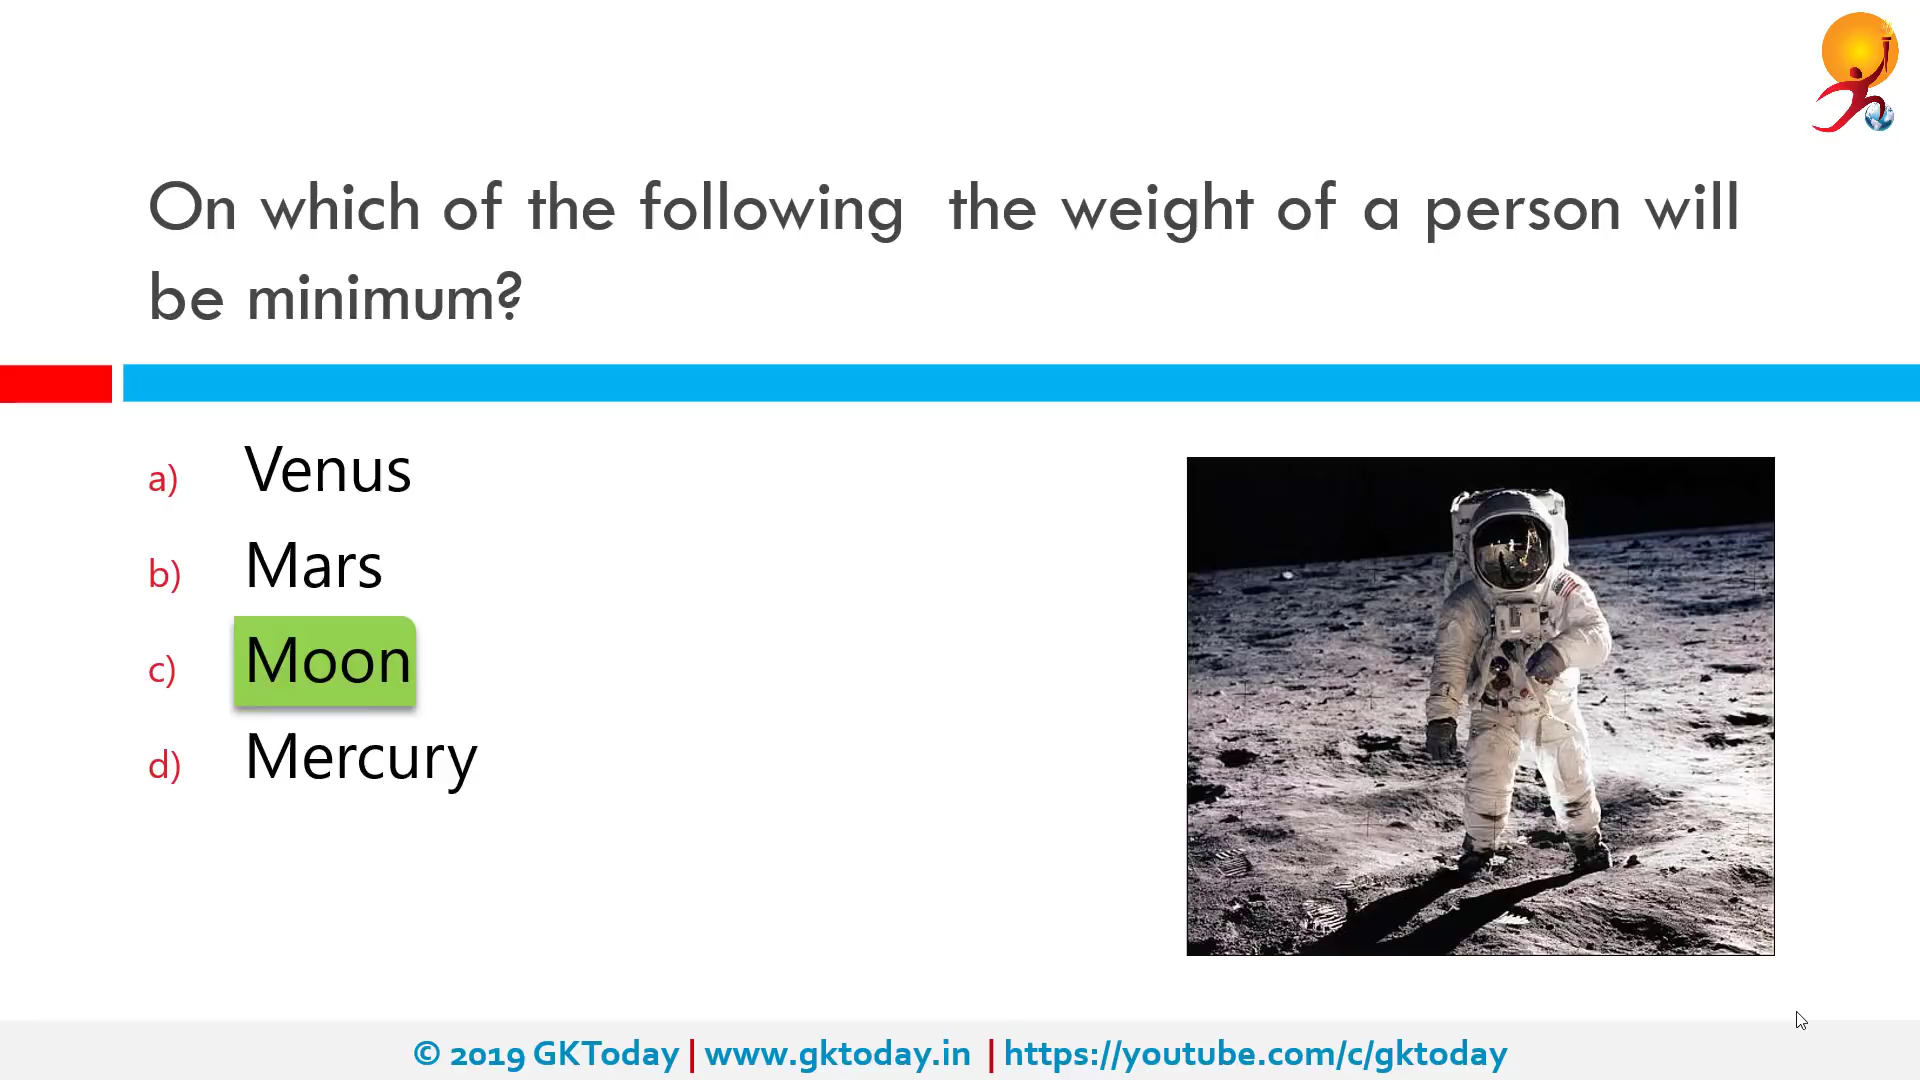 On which of the following  the weight of a person will
be minimum?
a) Venus
b) Mars
c) Moon
d) Mercury
© 2019 GKToday | www.gktoday.in | https://youtube.com/c/gktoday